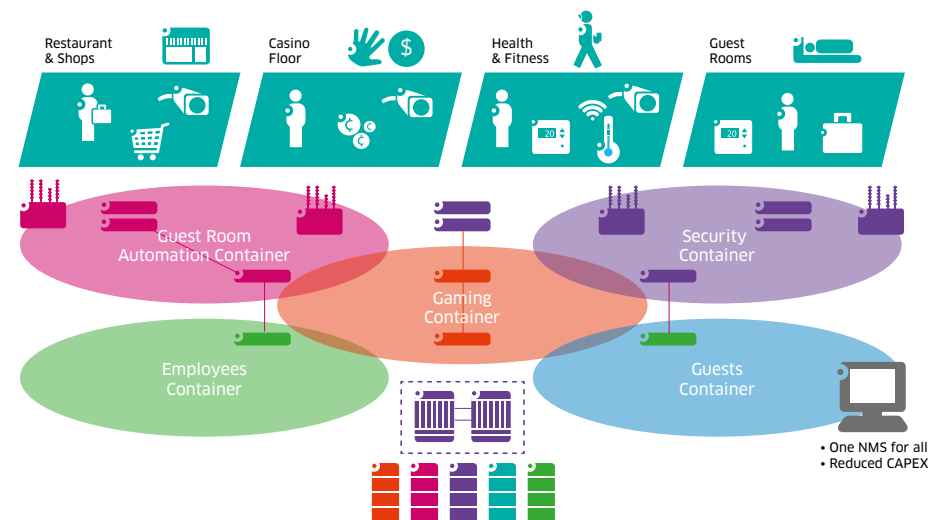 Restaurant
& Shops
Casino
Floor
$
Health
& Fitness
Guest
Rooms
¢
¢
¢
20
20
Guest Room
Automation Container
Security
Container
Gaming
Container
Employees
Container
Guests
Container
• One NMS for all
• Reduced CAPEX